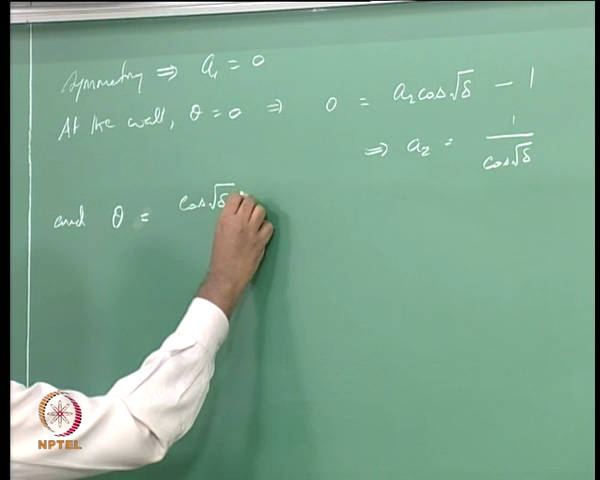 Symmetry ⇒ a₁ = 0
At the wall, θ = 0 ⇒ 0 = a₂ cos√δ - 1
⇒ a₂ = 1/cos√δ
and θ = cos√δ
NPTEL